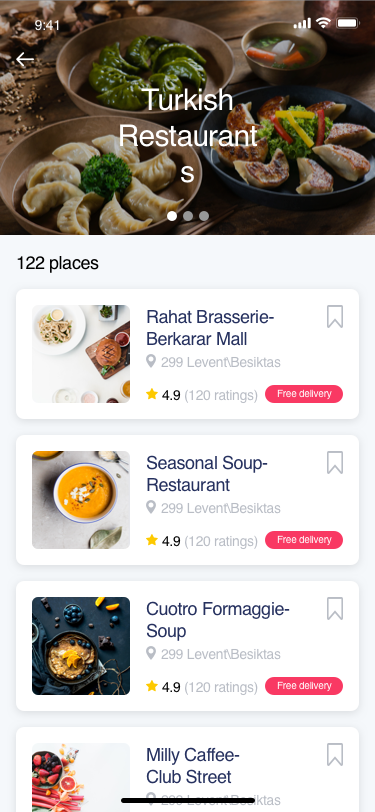 9:41
Turkish
Restaurant
s
122 places
Rahat Brasserie-
Berkarar Mall
299 Levent\Besiktas
4.9 (120 ratings) Free delivery
Seasonal Soup-
Restaurant
299 Levent\Besiktas
4.9 (120 ratings) Free delivery
Cuotro Formaggie-
Soup
299 Levent\Besiktas
4.9 (120 ratings) Free delivery
Milly Caffee-
Club Street
299 Levent\Besiktas